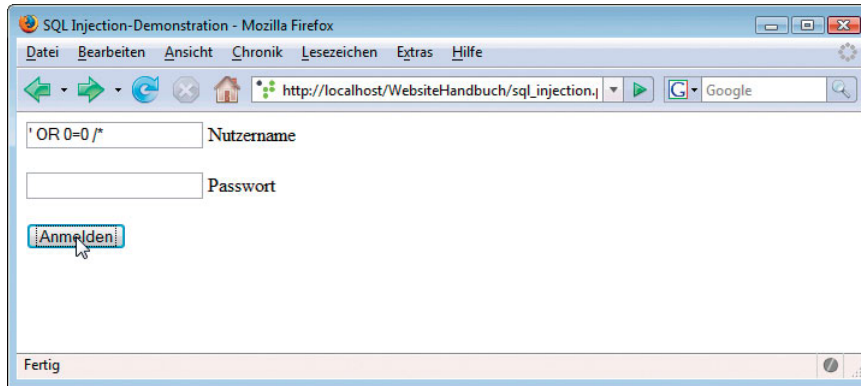 SQL Injection-Demonstration - Mozilla Firefox
Datei Bearbeiten Ansicht Chronik Lesezeichen Extras Hilfe
http://localhost/WebsiteHandbuch/sql_injection.p G Google
' OR 0=0 /* Nutzername
Passwort
Anmelden
Fertig